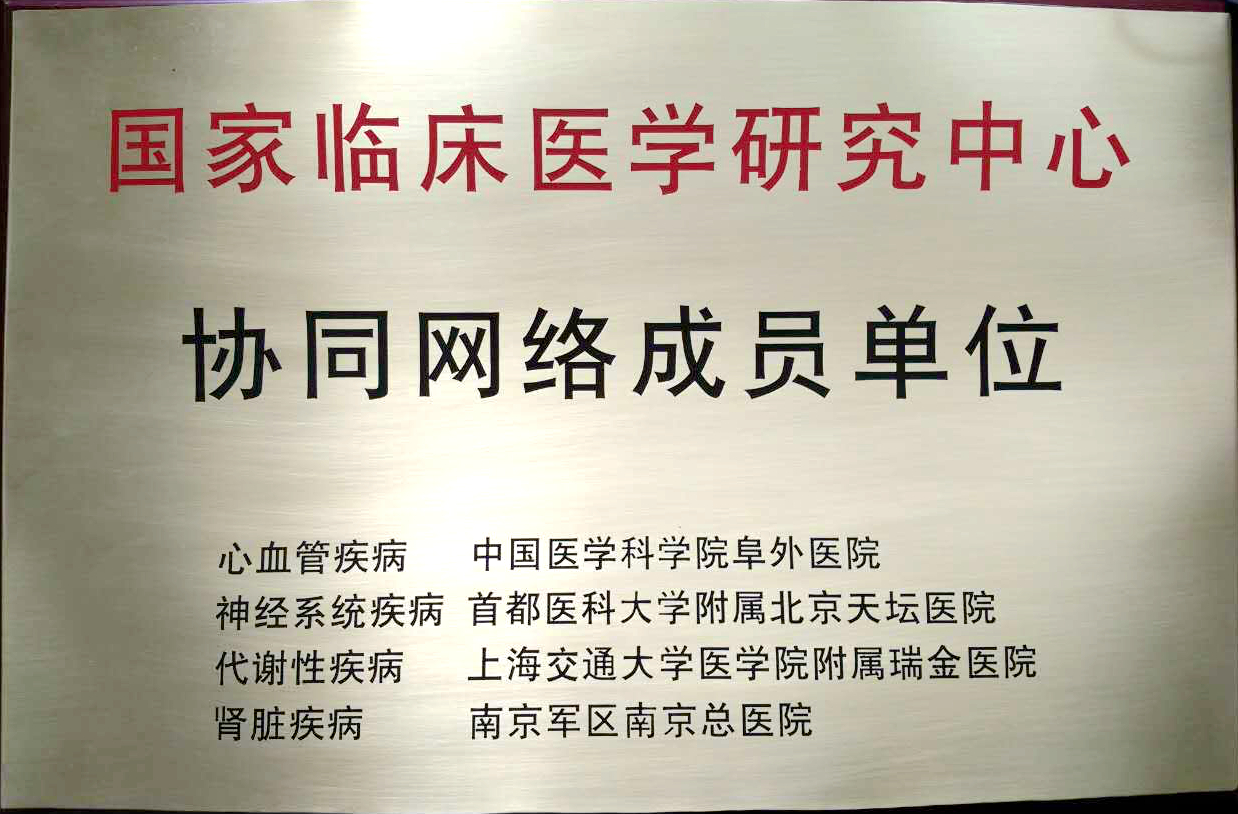 国家临床医学研究中心
协同网络成员单位
心血管疾病 中国医学科学院阜外医院
神经系统疾病 首都医科大学附属北京天坛医院
代谢性疾病 上海交通大学医学院附属瑞金医院
肾脏疾病 南京军区南京总医院